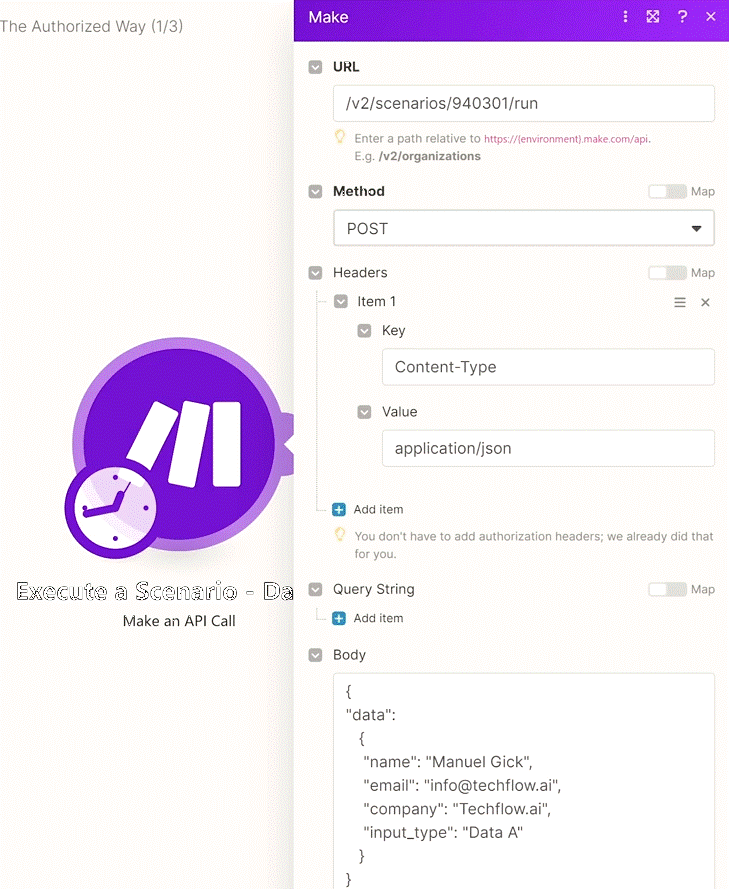 The Authorized Way (1/3)
Make
URL
/v2/scenarios/940301/run
Enter a path relative to https://{environment}.make.com/api.
E.g. /v2/organizations
Method
Map
POST
Headers
Map
Item 1
Key
Content-Type
Value
application/json
Add item
You don't have to add authorization headers; we already did that
for you.
Execute a Scenario - Da
Make an API Call
Query String
Map
Add item
Body
{
"data":
{
"name": "Manuel Gick",
"email": "info@techflow.ai",
"company": "Techflow.ai",
"input_type": "Data A"
}
}